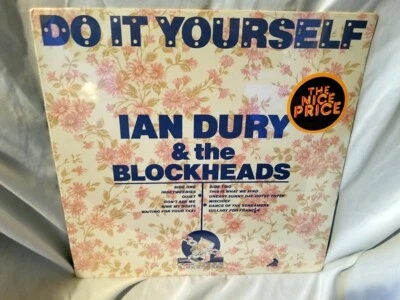 DO IT YOURSELF
THE
NICE
PRICE
IAN DURY
& the
BLOCKHEADS
SIDE ONE
INBETWEENIES
QUIET
DON'T ASK ME
SINK MY BOATS
WAITING FOR YOUR TAXI
SIDE TWO
THIS IS WHAT WE FIND
UNEASY SUNNY DAY HOTSY TOTSY
MISCHIEF
DANCE OF THE SCREAMERS
LULLABY FOR FRANCIES